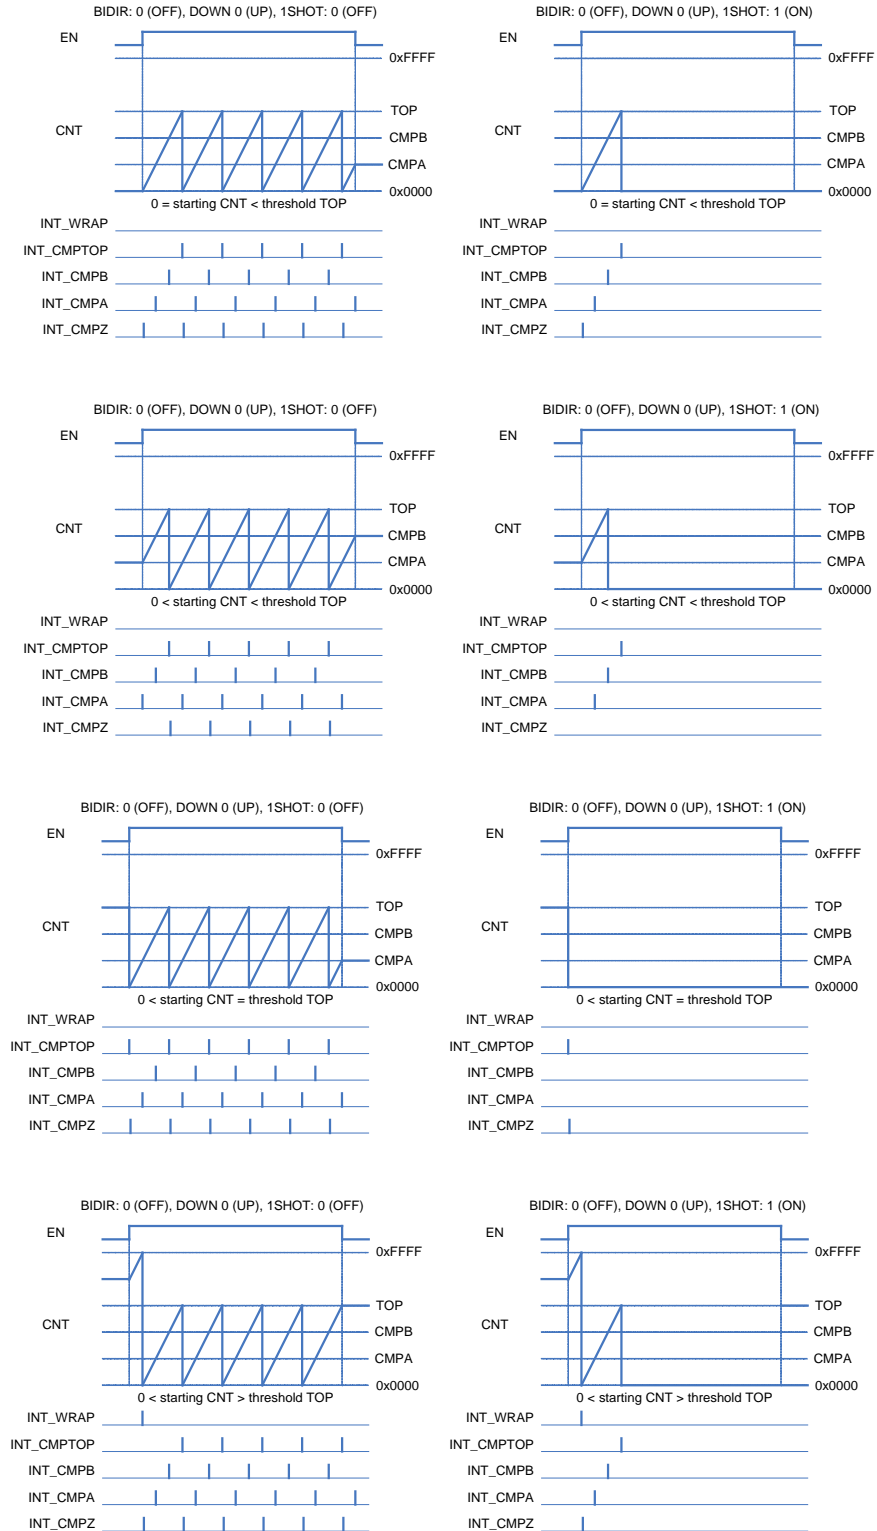 BIDIR: 0 (OFF), DOWN 0 (UP), 1SHOT: 0 (OFF)
EN
0xFFFF
TOP
CNT
CMPB
CMPA
0x0000
0 = starting CNT < threshold TOP
INT_WRAP
INT_CMPTOP
INT_CMPB
INT_CMPA
INT_CMPZ
BIDIR: 0 (OFF), DOWN 0 (UP), 1SHOT: 1 (ON)
EN
0xFFFF
TOP
CNT
CMPB
CMPA
0x0000
0 = starting CNT < threshold TOP
INT_WRAP
INT_CMPTOP
INT_CMPB
INT_CMPA
INT_CMPZ
BIDIR: 0 (OFF), DOWN 0 (UP), 1SHOT: 0 (OFF)
EN
0xFFFF
TOP
CNT
CMPB
CMPA
0x0000
0 < starting CNT < threshold TOP
INT_WRAP
INT_CMPTOP
INT_CMPB
INT_CMPA
INT_CMPZ
BIDIR: 0 (OFF), DOWN 0 (UP), 1SHOT: 1 (ON)
EN
0xFFFF
TOP
CNT
CMPB
CMPA
0x0000
0 < starting CNT < threshold TOP
INT_WRAP
INT_CMPTOP
INT_CMPB
INT_CMPA
INT_CMPZ
BIDIR: 0 (OFF), DOWN 0 (UP), 1SHOT: 0 (OFF)
EN
0xFFFF
TOP
CNT
CMPB
CMPA
0x0000
0 < starting CNT = threshold TOP
INT_WRAP
INT_CMPTOP
INT_CMPB
INT_CMPA
INT_CMPZ
BIDIR: 0 (OFF), DOWN 0 (UP), 1SHOT: 1 (ON)
EN
0xFFFF
TOP
CNT
CMPB
CMPA
0x0000
0 < starting CNT = threshold TOP
INT_WRAP
INT_CMPTOP
INT_CMPB
INT_CMPA
INT_CMPZ
BIDIR: 0 (OFF), DOWN 0 (UP), 1SHOT: 0 (OFF)
EN
0xFFFF
TOP
CNT
CMPB
CMPA
0x0000
0 < starting CNT > threshold TOP
INT_WRAP
INT_CMPTOP
INT_CMPB
INT_CMPA
INT_CMPZ
BIDIR: 0 (OFF), DOWN 0 (UP), 1SHOT: 1 (ON)
EN
0xFFFF
TOP
CNT
CMPB
CMPA
0x0000
0 < starting CNT > threshold TOP
INT_WRAP
INT_CMPTOP
INT_CMPB
INT_CMPA
INT_CMPZ